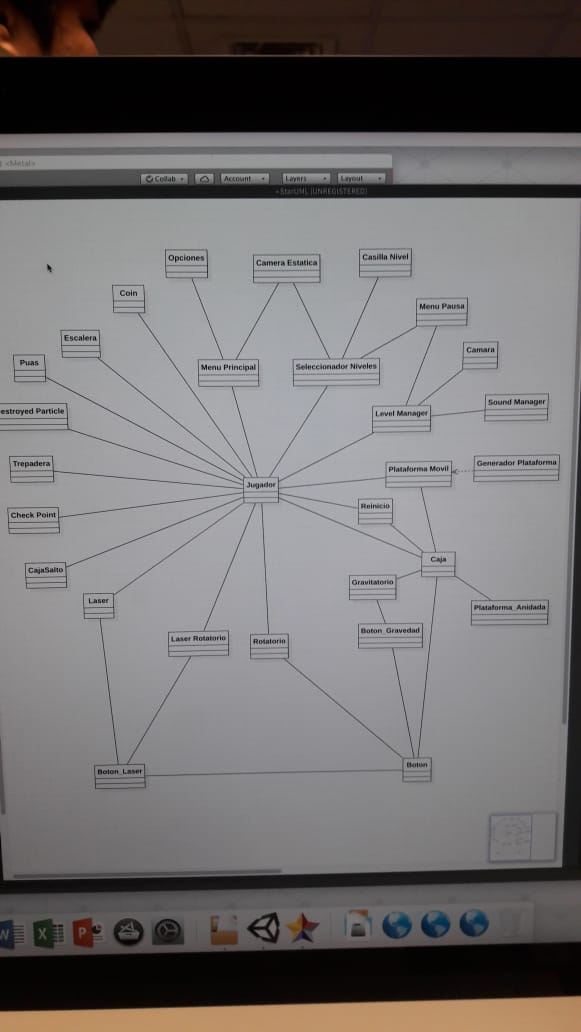 <Metal>
Collab
Account
Layers
Layout
StarUML (UNREGISTERED)
Opciones
Camera Estatica
Casilla Nivel
Coin
Menu Pausa
Escalera
Camara
Puas
Menu Principal
Seleccionador Niveles
estroyed Particle
Level Manager
Sound Manager
Trepadera
Plataforma Movil
Generador Plataforma
Jugador
Check Point
Reinicio
CajaSalto
Caja
Laser
Gravitatorio
Plataforma_Anidada
Laser Rotatorio
Rotatorio
Boton_Gravedad
Boton_Laser
Boton
W
X
P